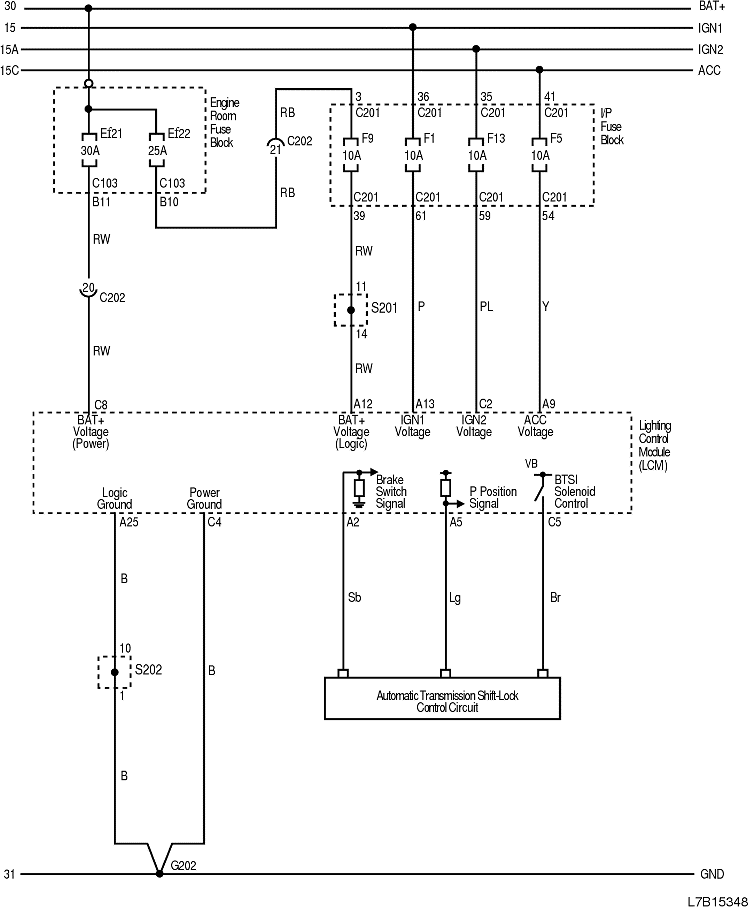 30 BAT+
15 IGN1
15A IGN2
15C ACC
3 36 35 41
Engine
Room
Fuse
Block
I/P
Fuse
Block
RB
C201 C201 C201 C201
Ef21 Ef22
30A 25A
21 C202
F9 F1 F13 F5
10A 10A 10A 10A
C103 C103
B11 B10
RB
C201 C201 C201 C201
39 61 59 54
RW RW
20 C202
11
S201
14
P PL Y
RW RW
C8 A12 A13 C2 A9
BAT+
Voltage
(Power)
BAT+
Voltage
(Logic)
IGN1
Voltage
IGN2
Voltage
ACC
Voltage
Lighting
Control
Module
(LCM)
Logic
Ground
Power
Ground
Brake
Switch
Signal
P Position
Signal
VB
BTSI
Solenoid
Control
A25 C4 A2 A5 C5
B
Sb Lg Br
10
S202
1
B
Automatic Transmission Shift-Lock
Control Circuit
B
G202
31 GND
L7B15348